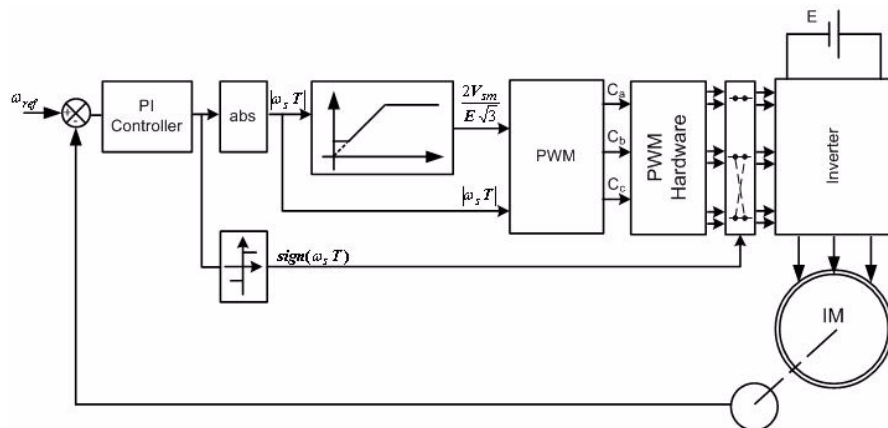 E
ω_ref
+
-
PI
Controller
abs
|ω_s T|
2V_sm
E√3
|ω_s T|
sign(ω_s T)
PWM
C_a
C_b
C_c
PWM
Hardware
Inverter
IM